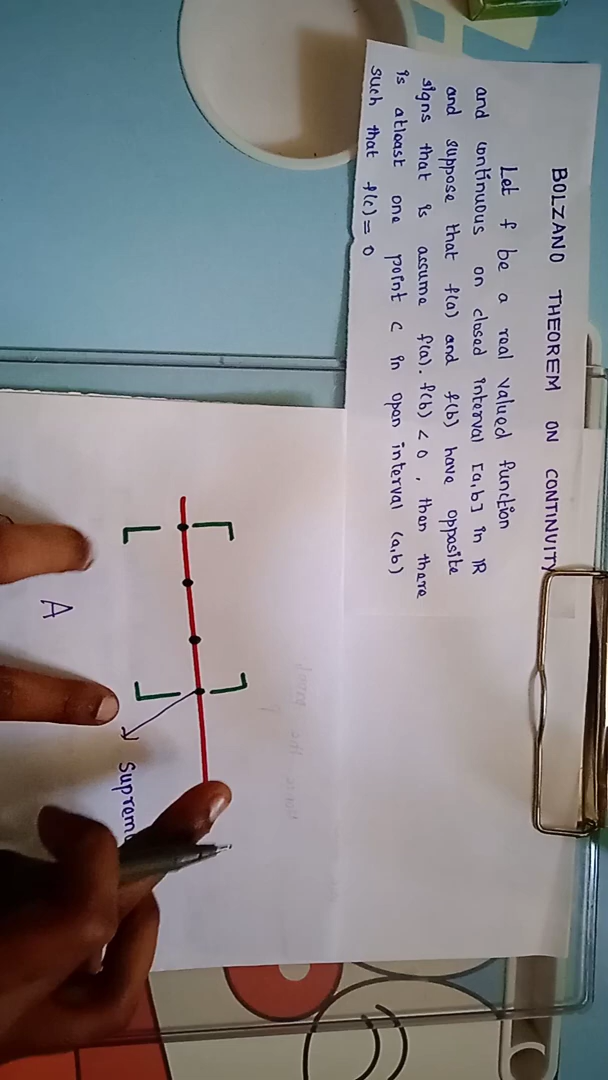 BOLZANO THEOREM ON CONTINUITY
Let f be a real valued function
and continuous on closed interval [a,b] in IR
and suppose that f(a) and f(b) have opposite
signs that is assume f(a). f(b) < 0, then there
is atleast one point c in open interval (a,b)
such that f(c) = 0
A